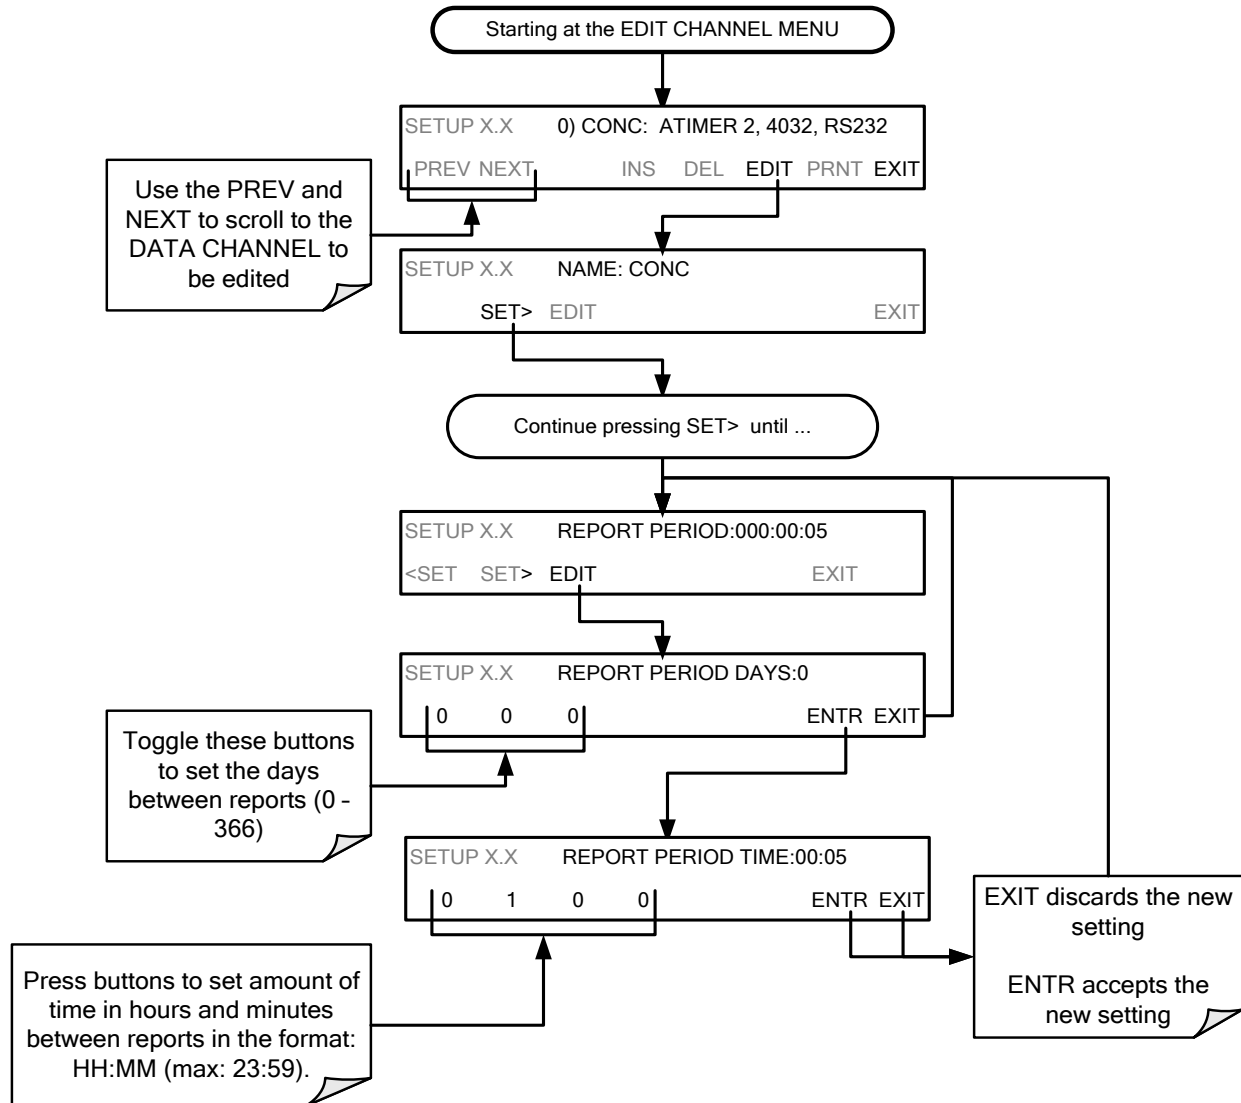 Starting at the EDIT CHANNEL MENU
SETUP X.X 0) CONC: ATIMER 2, 4032, RS232
PREV NEXT INS DEL EDIT PRNT EXIT
Use the PREV and
NEXT to scroll to the
DATA CHANNEL to
be edited
SETUP X.X NAME: CONC
SET> EDIT EXIT
Continue pressing SET> until ...
SETUP X.X REPORT PERIOD:000:00:05
<SET SET> EDIT EXIT
SETUP X.X REPORT PERIOD DAYS:0
0 0 0 ENTR EXIT
Toggle these buttons
to set the days
between reports (0 –
366)
SETUP X.X REPORT PERIOD TIME:00:05
0 1 0 0 ENTR EXIT
EXIT discards the new
setting
ENTR accepts the
new setting
Press buttons to set amount of
time in hours and minutes
between reports in the format:
HH:MM (max: 23:59).